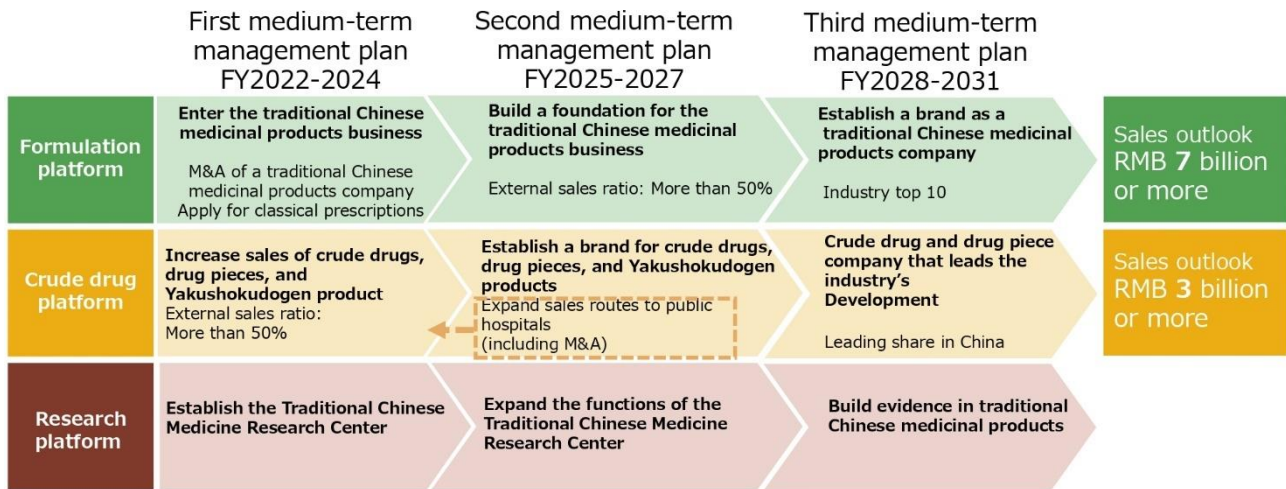 First medium-term
management plan
FY2022-2024
Second medium-term
management plan
FY2025-2027
Third medium-term
management plan
FY2028-2031
Formulation
platform
Enter the traditional Chinese
medicinal products business
M&A of a traditional Chinese
medicinal products company
Apply for classical prescriptions
Build a foundation for the
traditional Chinese medicinal
products business
External sales ratio: More than 50%
Establish a brand as a
traditional Chinese medicinal
products company
Industry top 10
Sales outlook
RMB 7 billion
or more
Crude drug
platform
Increase sales of crude drugs,
drug pieces, and
Yakushokudogen product
External sales ratio:
More than 50%
Establish a brand for crude drugs,
drug pieces, and Yakushokudogen
products
Expand sales routes to public
hospitals
(including M&A)
Crude drug and drug piece
company that leads the
industry's
Development
Leading share in China
Sales outlook
RMB 3 billion
or more
Research
platform
Establish the Traditional Chinese
Medicine Research Center
Expand the functions of the
Traditional Chinese Medicine
Research Center
Build evidence in traditional
Chinese medicinal products